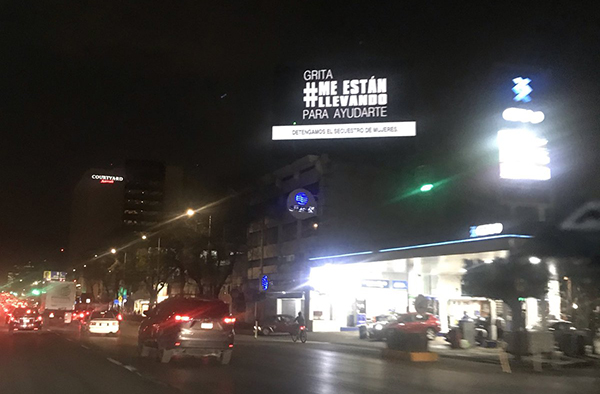 GRITA
#ME ESTÁN
LLEVANDO
PARA AYUDARTE
DETENGAMOS EL SECUESTRO DE MUJERES
COURTYARD